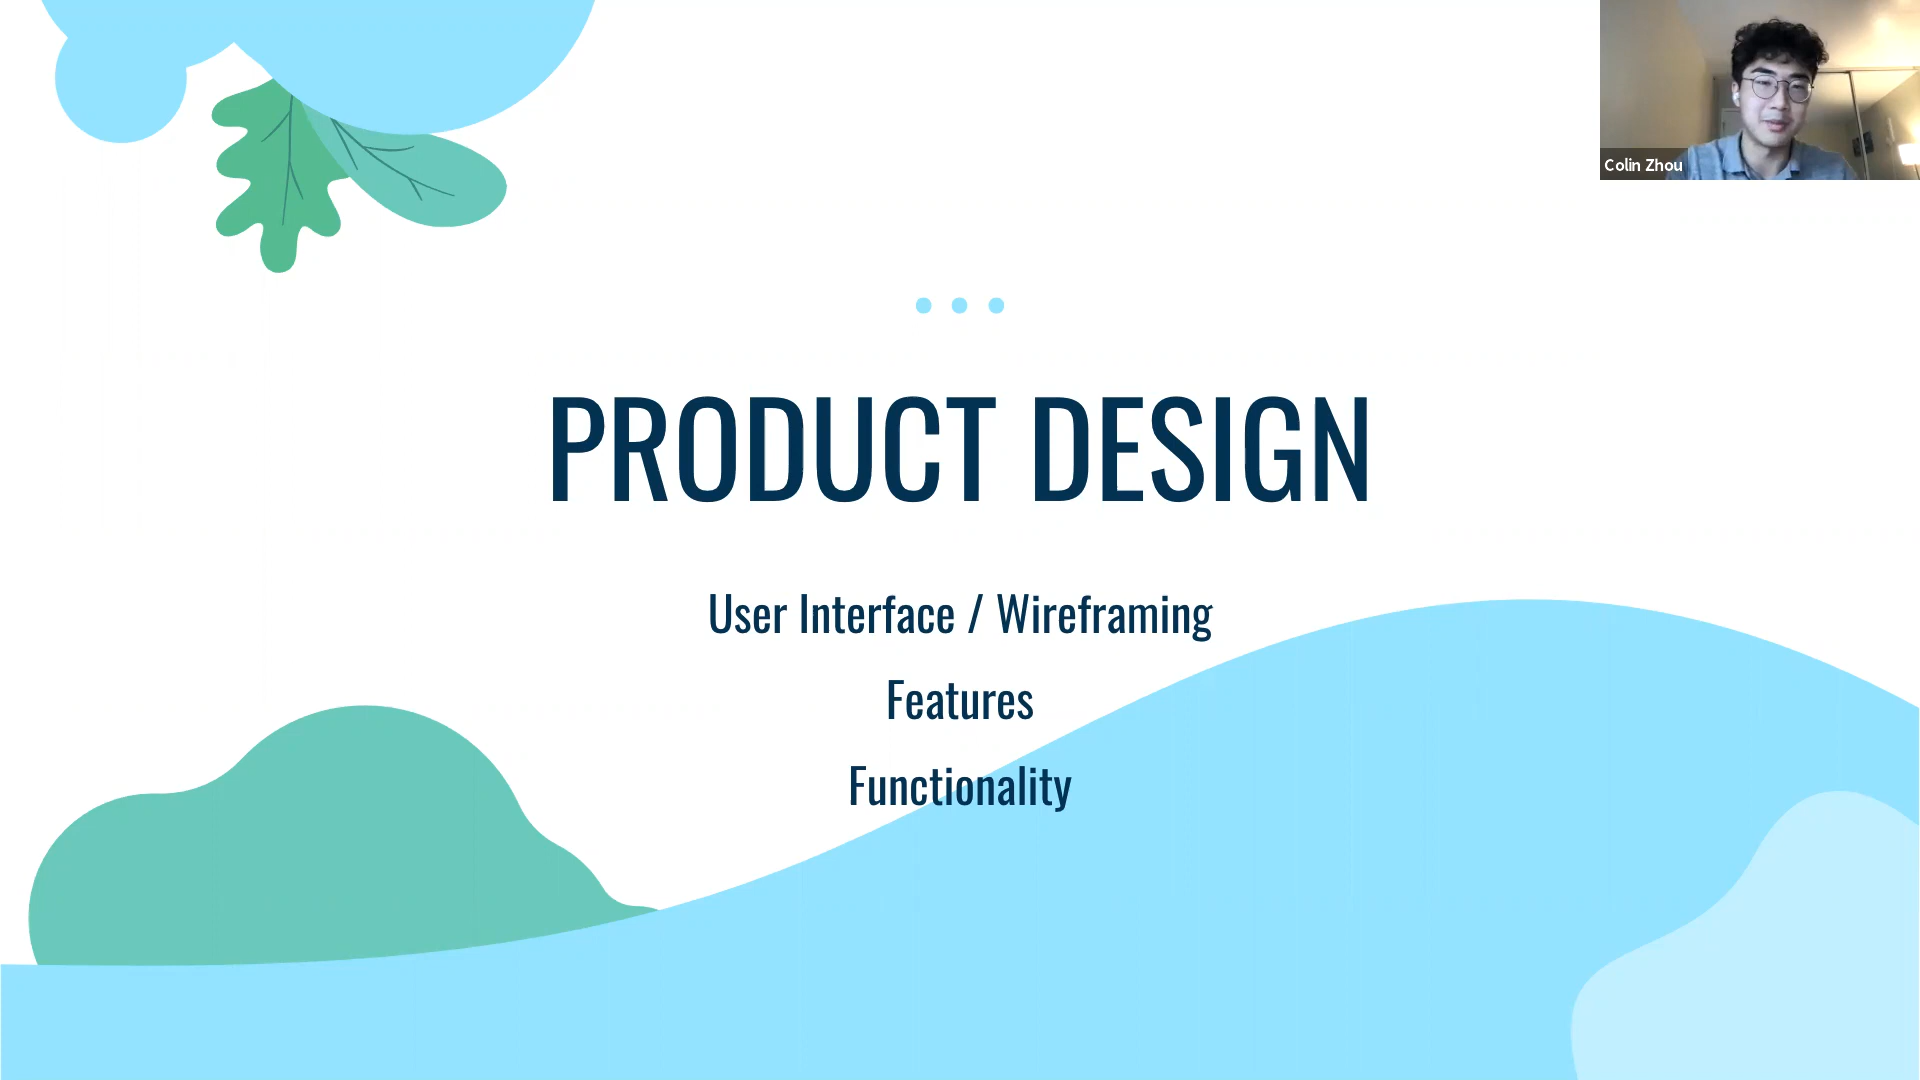 Colin Zhou
PRODUCT DESIGN
User Interface / Wireframing
Features
Functionality